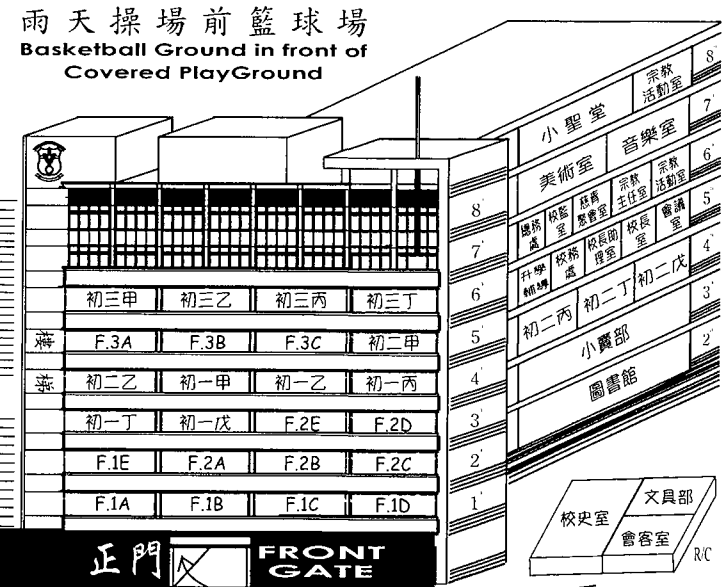 雨天操場前籃球場
Basketball Ground in front of
Covered PlayGround
8'
7'
6'
5'
4'
3'
2'
1'
初三甲 初三乙 初三丙 初三丁
F.3A F.3B F.3C 初二甲
初二乙 初一甲 初一乙 初一丙
初一丁 初一戊 F.2E F.2D
F.1E F.2A F.2B F.2C
F.1A F.1B F.1C F.1D
樓梯
正門 FRONT GATE
小聖堂 宗教活動室 8'
美術室 音樂室 7'
總務處 校監室 慈青聚會室 宗教主任室 宗教活動室 6'
升學輔導 校務處 校長助理室 校長室 會議室 5'
初二丙 初二丁 初二戊 4'
小賣部 3'
圖書館 2'
校史室 文具部
會客室
R/C